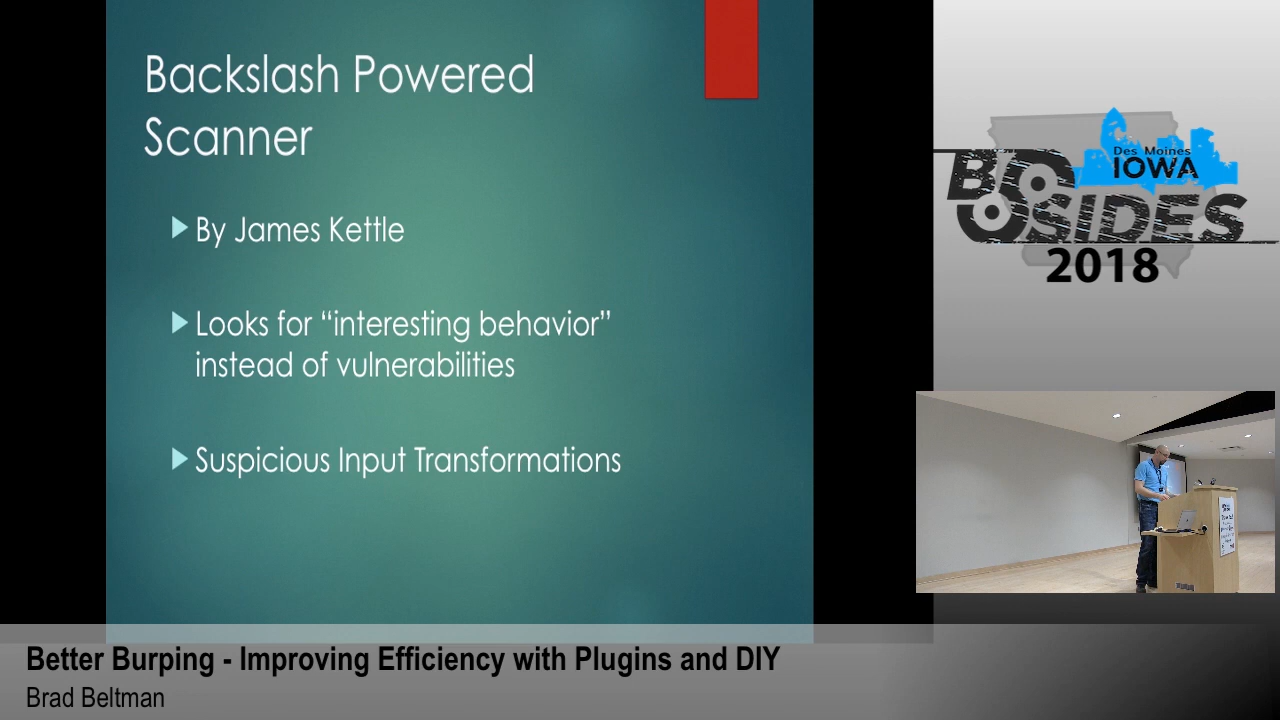 Backslash Powered
Scanner
By James Kettle
Looks for “interesting behavior”
instead of vulnerabilities
Suspicious Input Transformations
Des Moines
IOWA
BSIDES
2018
Better Burping - Improving Efficiency with Plugins and DIY
Brad Beltman